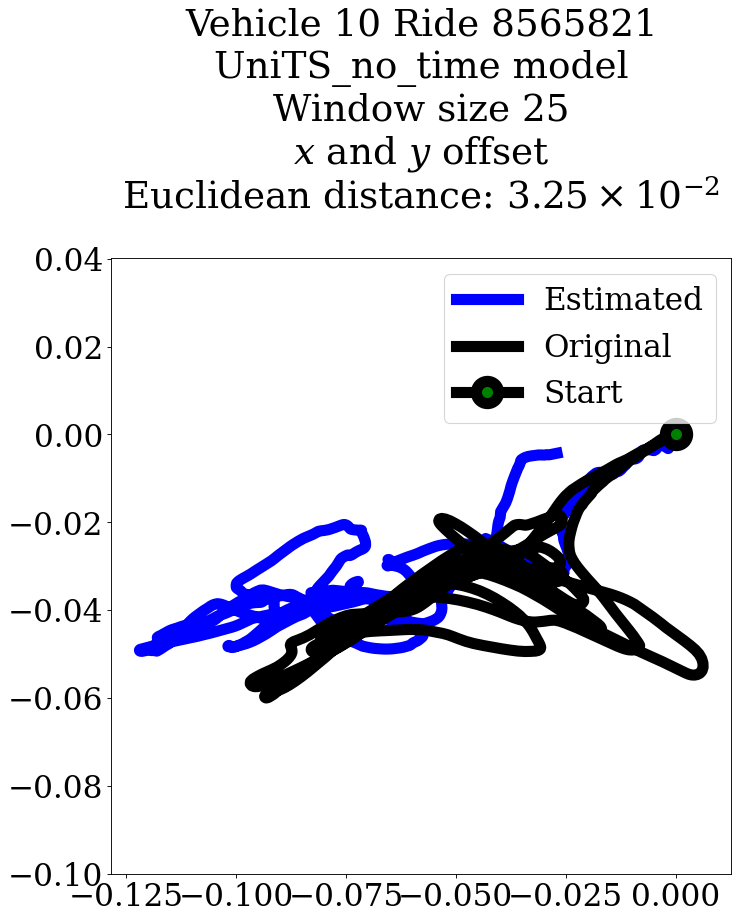 Vehicle 10 Ride 8565821
UniTS_no_time model
Window size 25
x and y offset
Euclidean distance: 3.25 × 10⁻²
Estimated
Original
Start
0.04
0.02
0.00
−0.02
−0.04
−0.06
−0.08
−0.10
−0.125 −0.100 −0.075 −0.050 −0.025 0.000